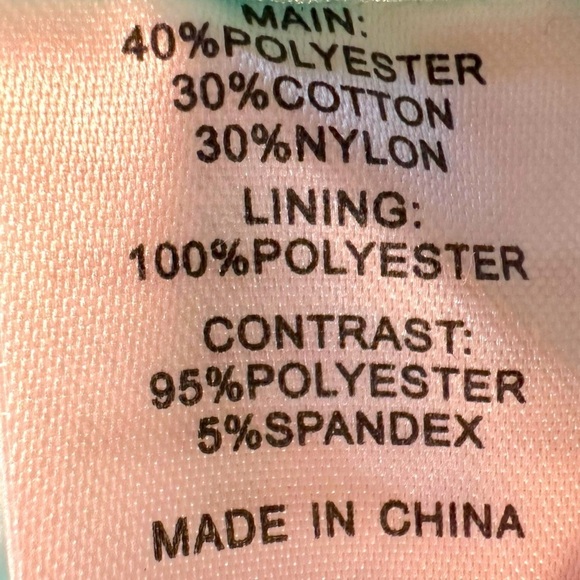 MAIN:
40%POLYESTER
30%COTTON
30%NYLON
LINING:
100%POLYESTER
CONTRAST:
95%POLYESTER
5%SPANDEX
MADE IN CHINA